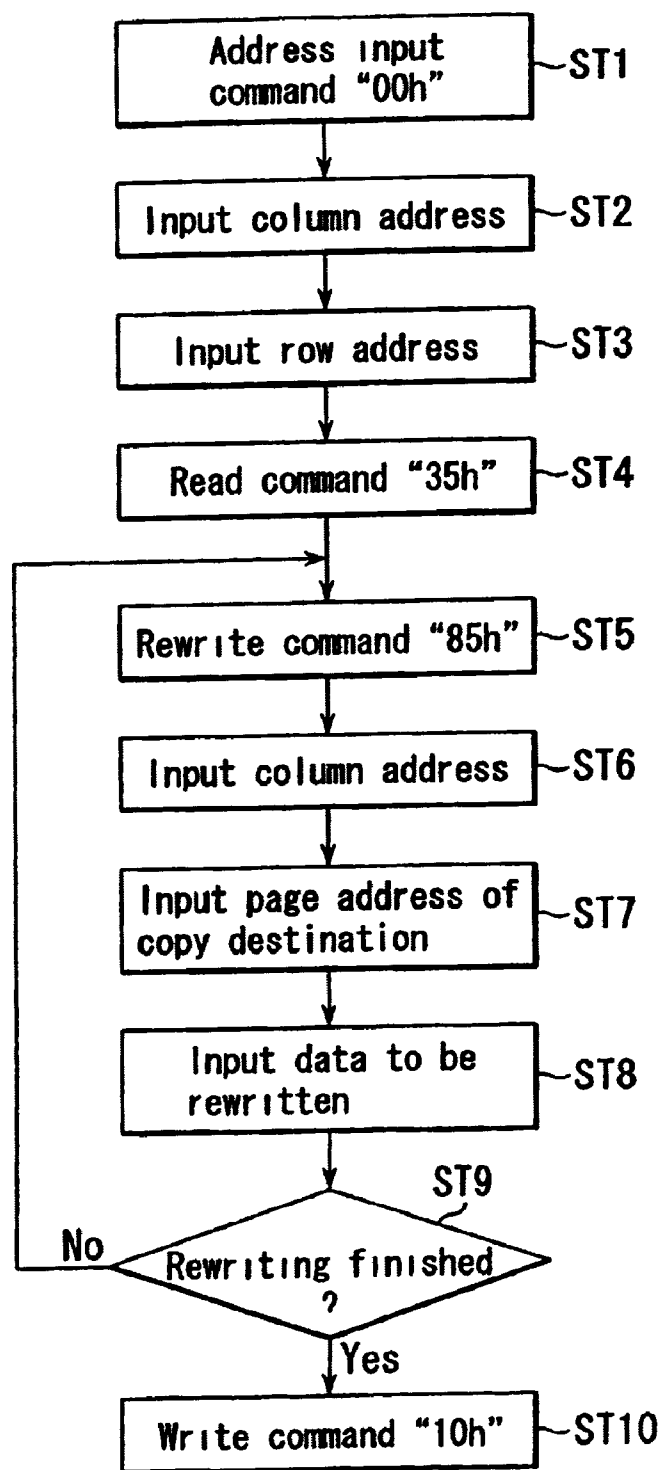 Address input
command “00h”
ST1
Input column address
ST2
Input row address
ST3
Read command “35h”
ST4
Rewrite command “85h”
ST5
Input column address
ST6
Input page address of
copy destination
ST7
Input data to be
rewritten
ST8
ST9
No
Rewriting finished
?
Yes
Write command “10h”
ST10